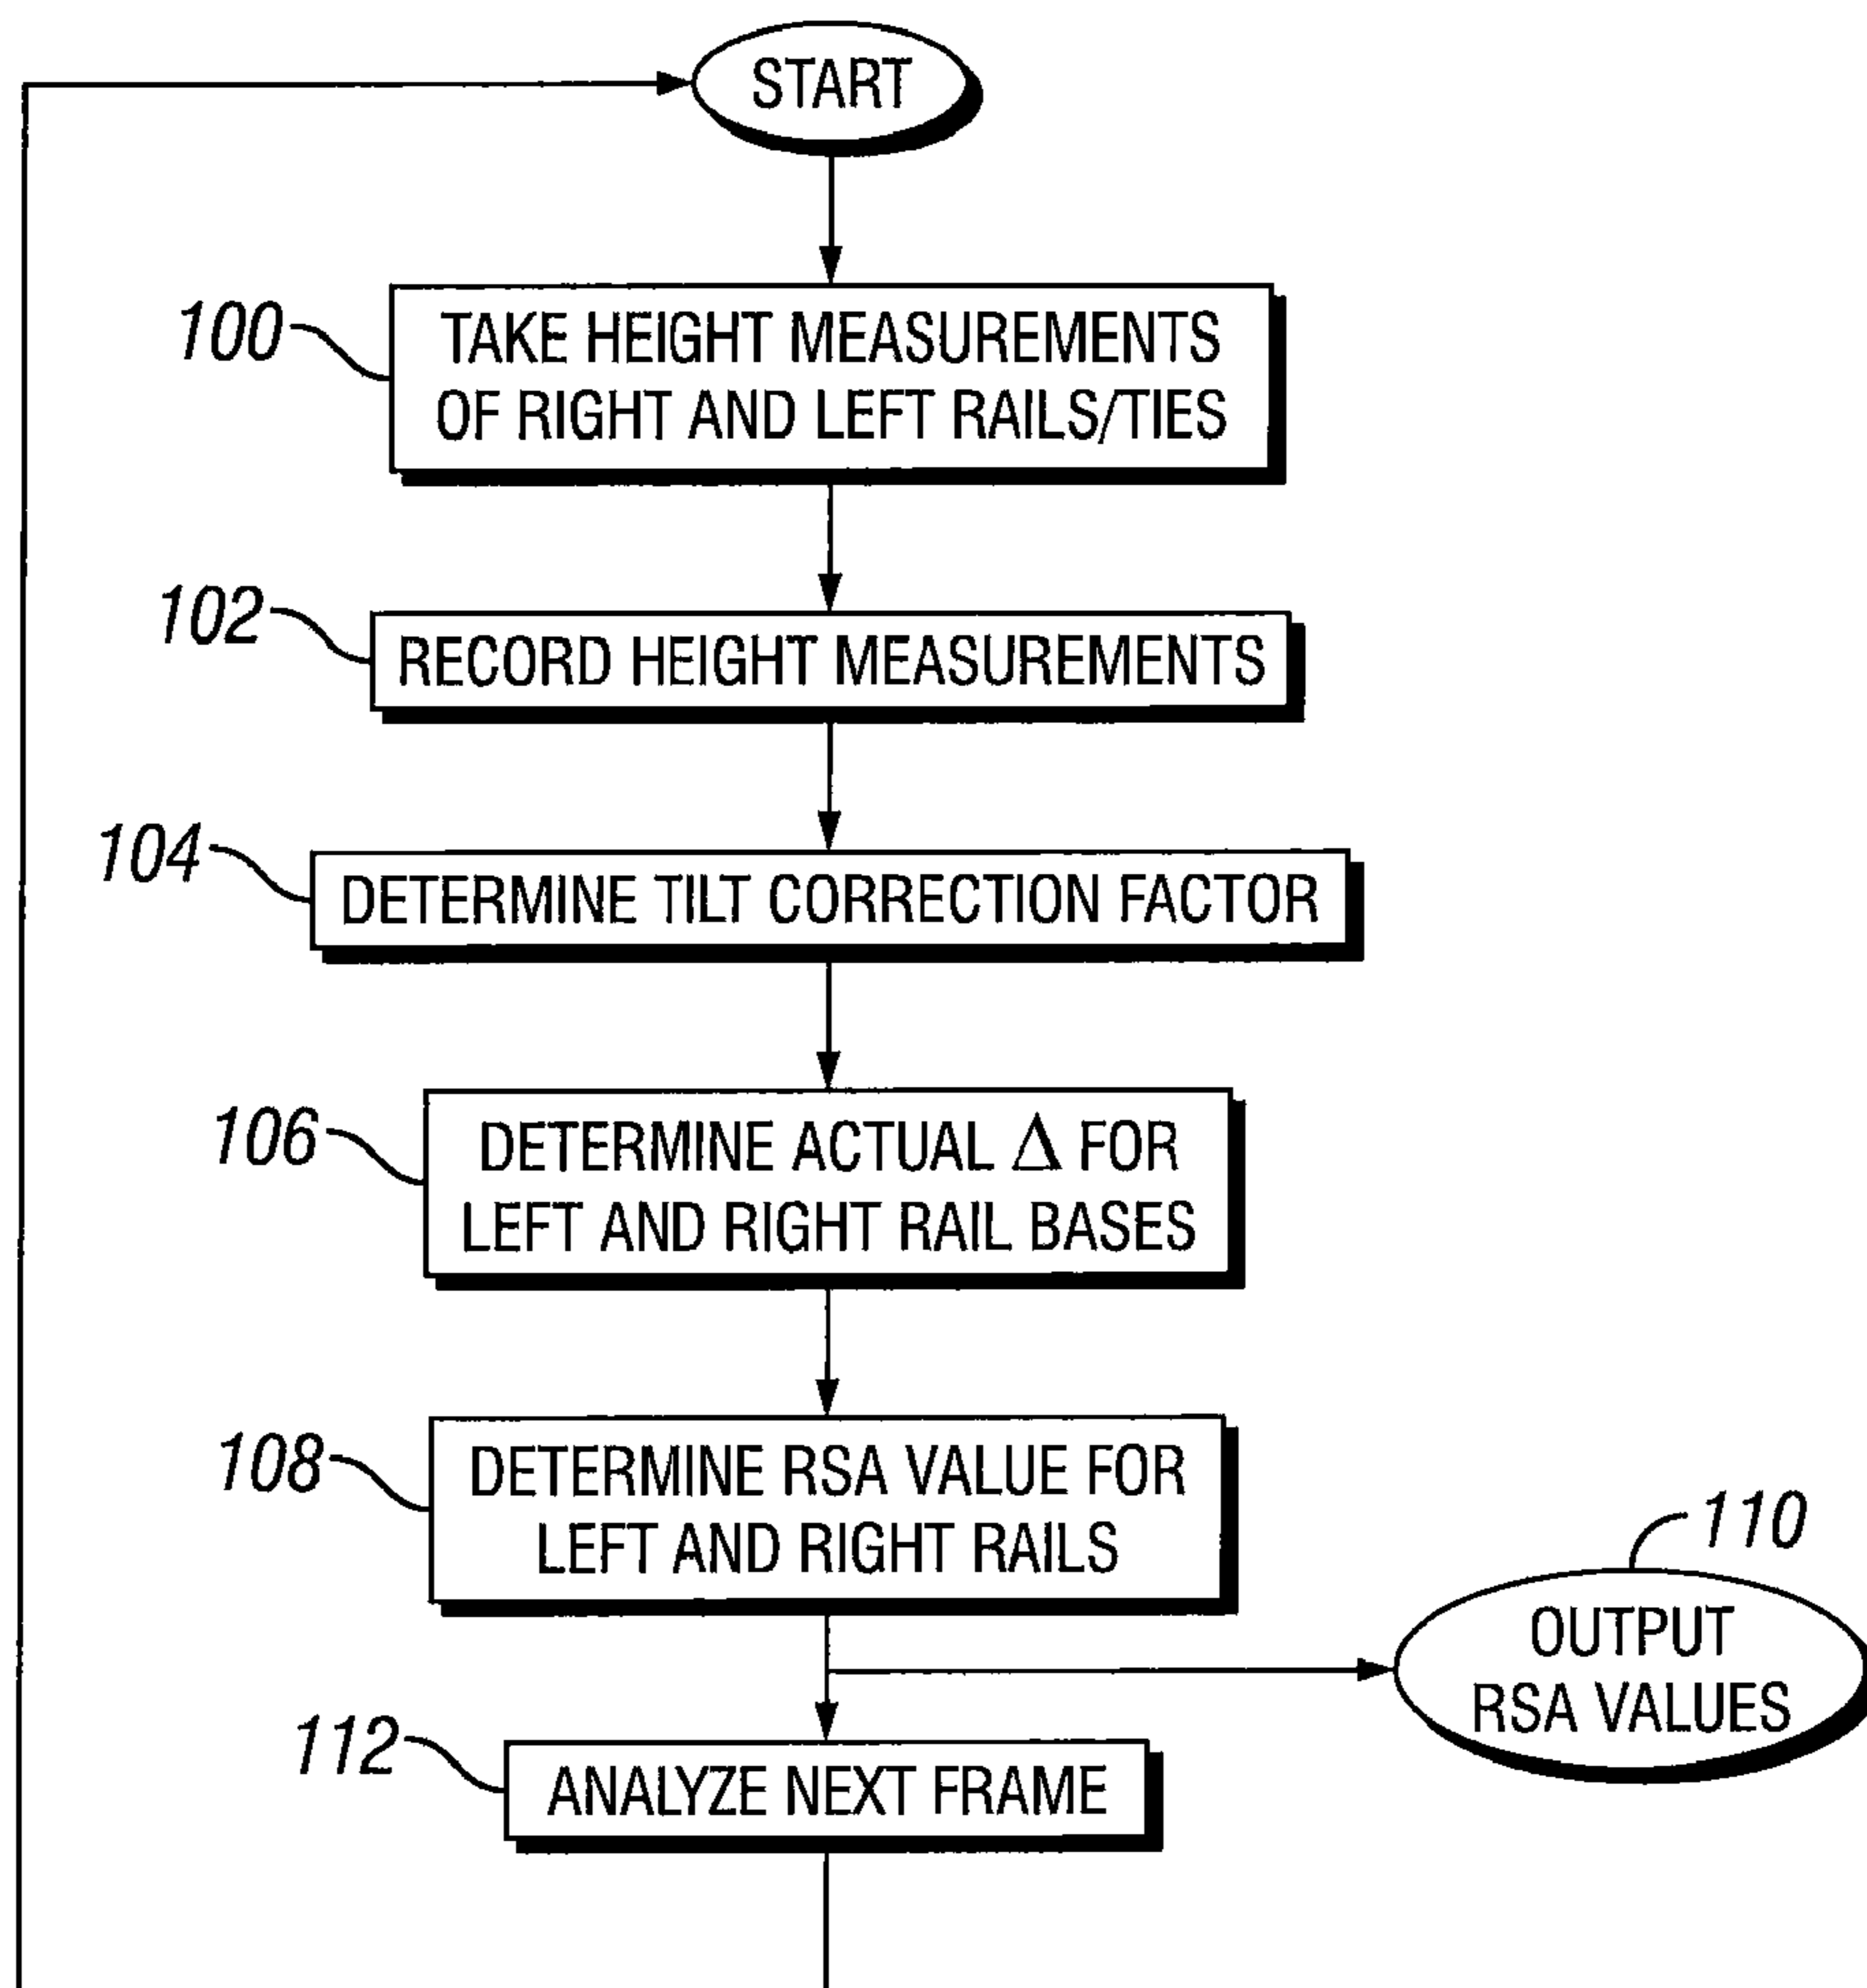 START
100
TAKE HEIGHT MEASUREMENTS
OF RIGHT AND LEFT RAILS/TIES
102
RECORD HEIGHT MEASUREMENTS
104
DETERMINE TILT CORRECTION FACTOR
106
DETERMINE ACTUAL Δ FOR
LEFT AND RIGHT RAIL BASES
108
DETERMINE RSA VALUE FOR
LEFT AND RIGHT RAILS
110
OUTPUT
RSA VALUES
112
ANALYZE NEXT FRAME